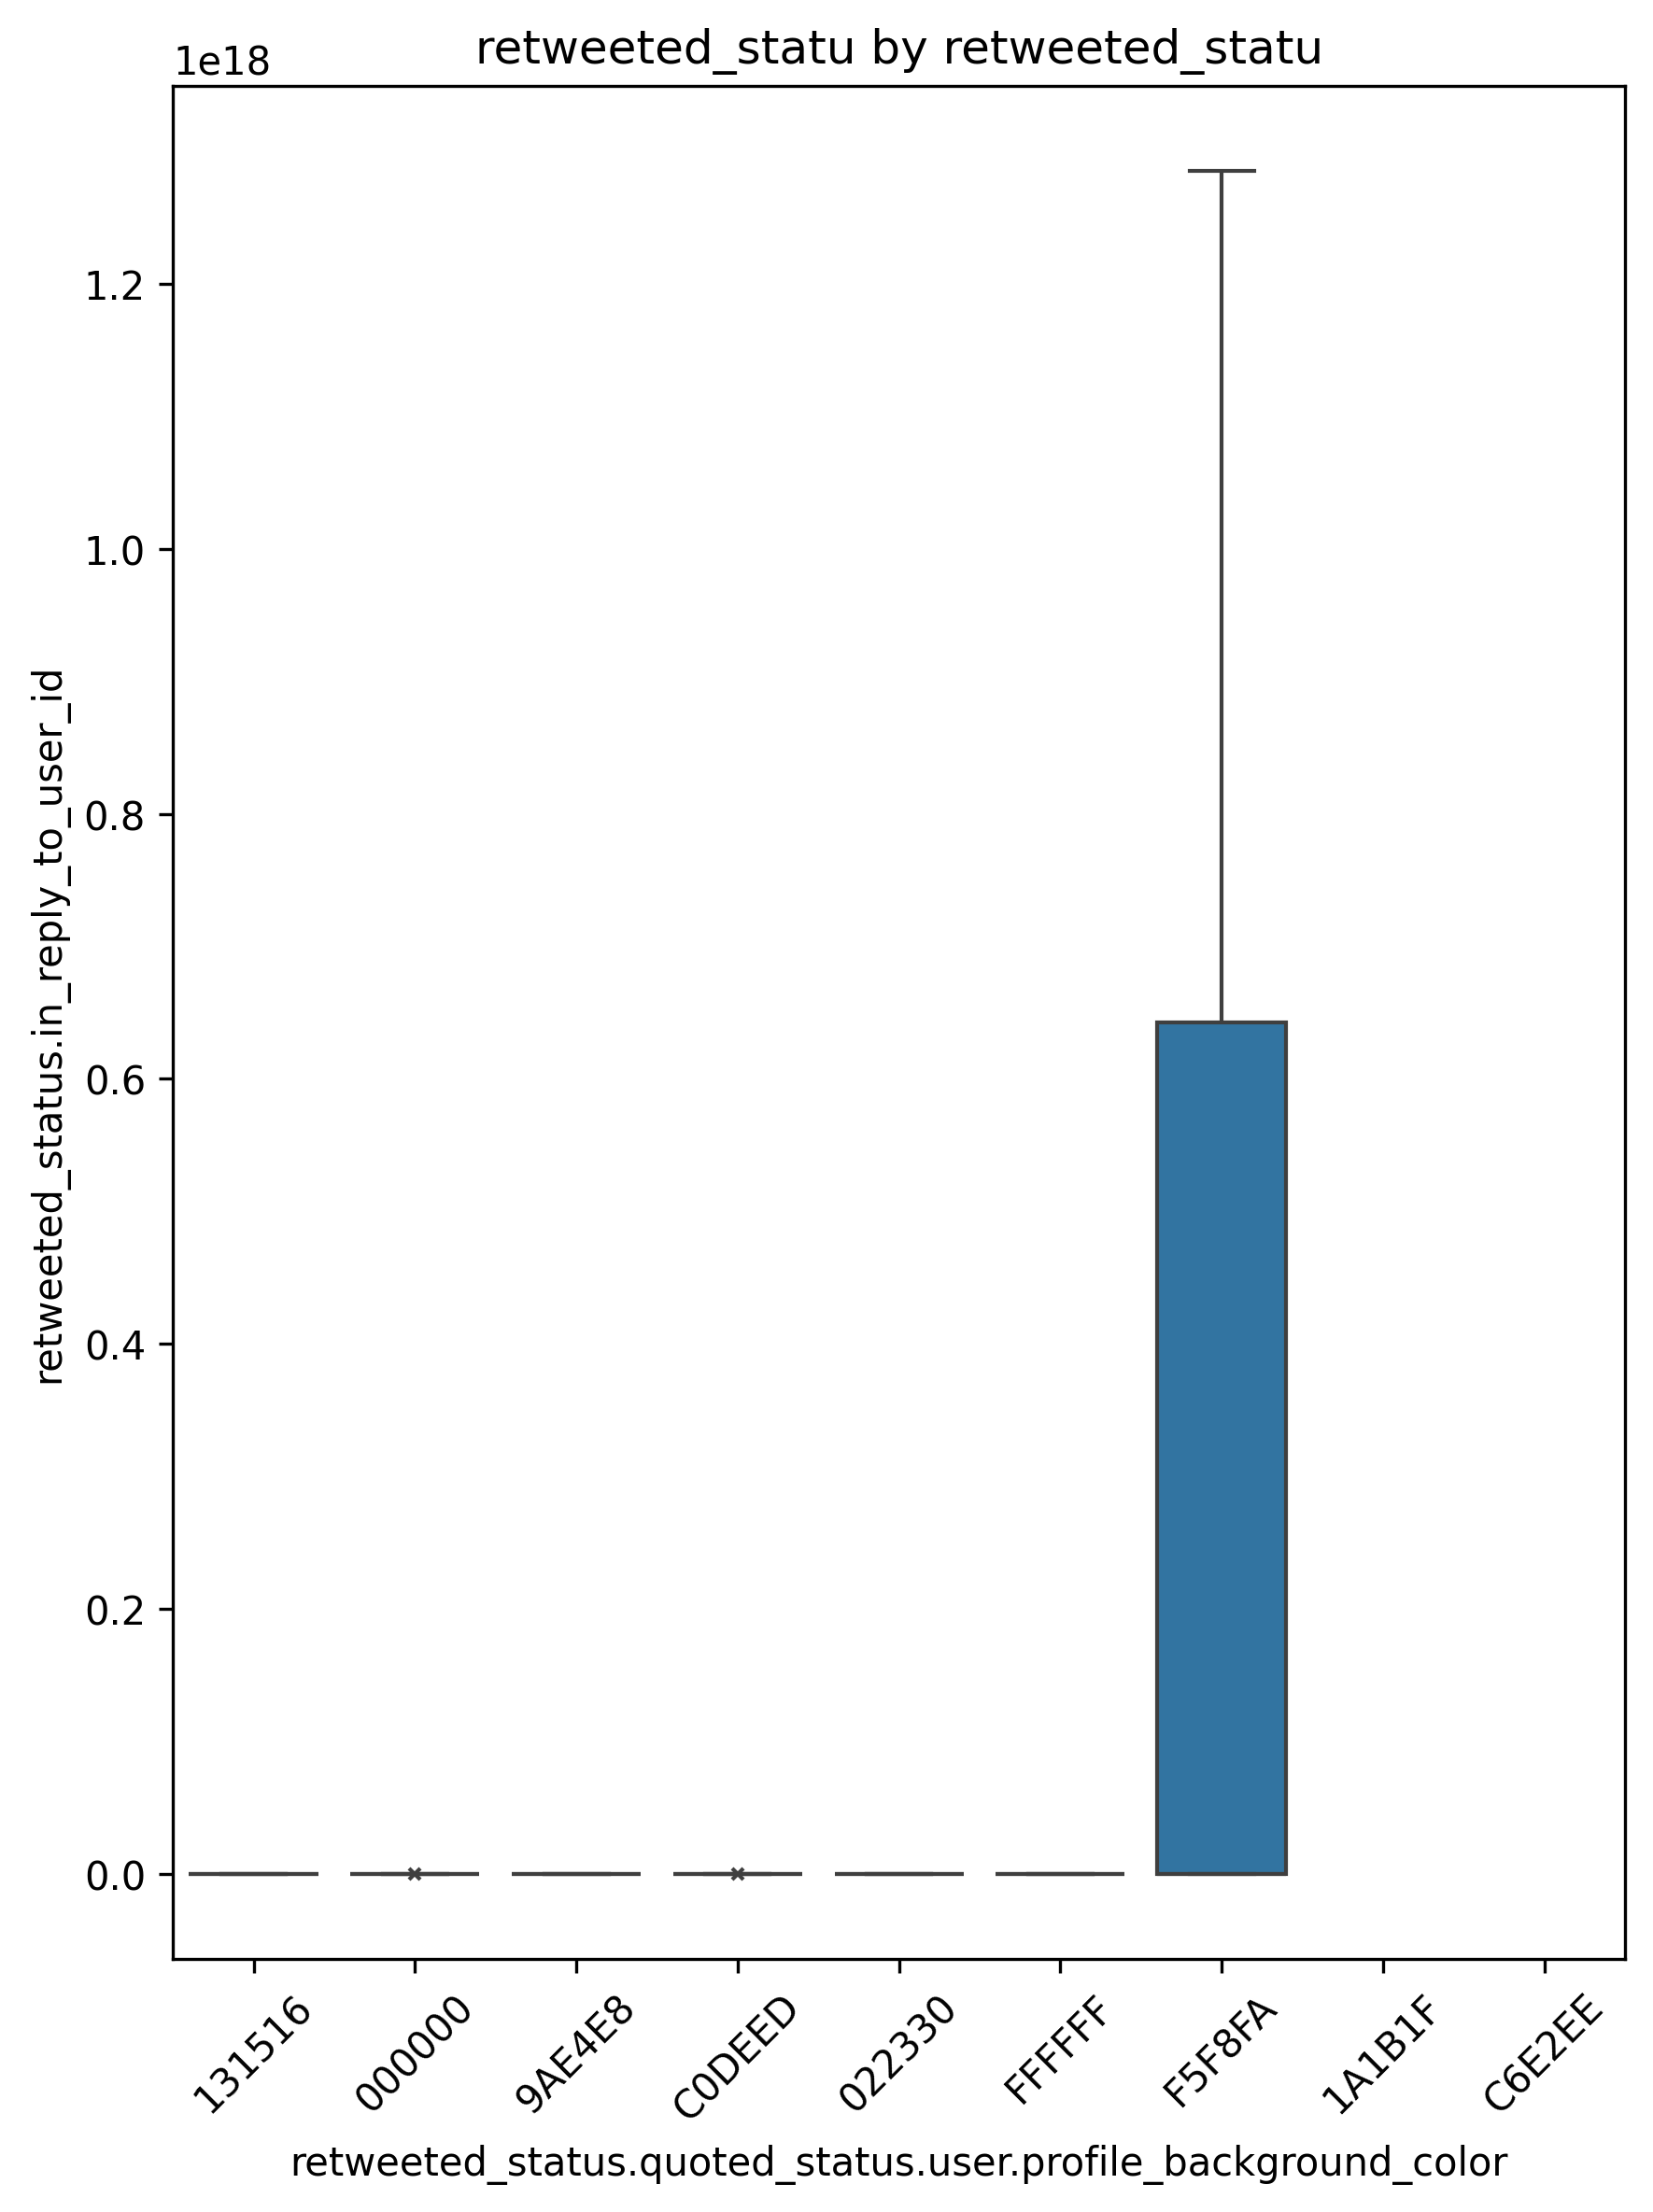 retweeted_statu by retweeted_statu
1e18
1.2
1.0
0.8
0.6
0.4
0.2
0.0
retweeted_status.in_reply_to_user_id
131516
000000
9AE4E8
C0DEED
022330
FFFFFF
F5F8FA
1A1B1F
C6E2EE
retweeted_status.quoted_status.user.profile_background_color